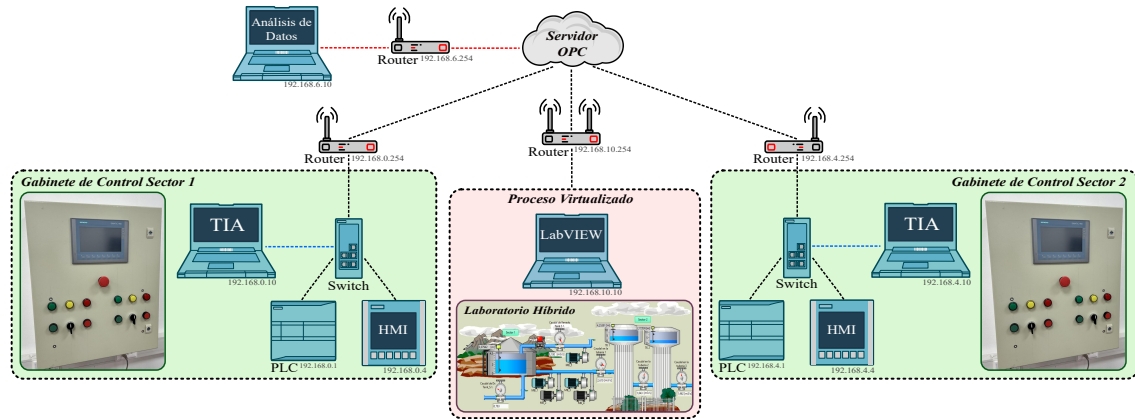 Análisis de
Datos
192.168.6.10
Router
192.168.6.254
Servidor
OPC
Router
192.168.0.254
Router
192.168.10.254
Router
192.168.4.254
Gabinete de Control Sector 1
TIA
192.168.0.10
Switch
PLC
192.168.0.1
HMI
192.168.0.4
Proceso Virtualizado
LabVIEW
192.168.10.10
Laboratorio Híbrido
Gabinete de Control Sector 2
TIA
192.168.4.10
Switch
PLC
192.168.4.1
HMI
192.168.4.4